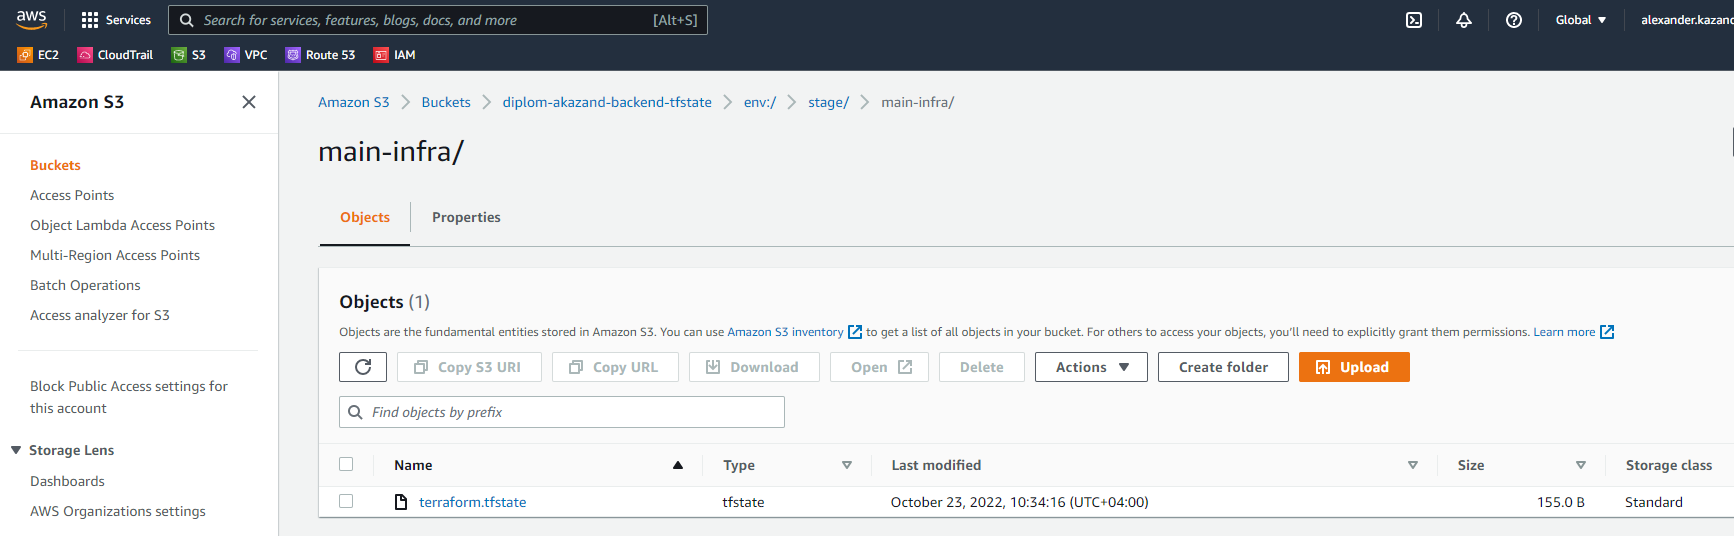 aws Services Search for services, features, blogs, docs, and more [Alt+S] Global
EC2 CloudTrail S3 VPC Route 53 IAM
Amazon S3
Buckets
Access Points
Object Lambda Access Points
Multi-Region Access Points
Batch Operations
Access analyzer for S3
Block Public Access settings for
this account
Storage Lens
Dashboards
AWS Organizations settings
Amazon S3 Buckets diplom-akazand-backend-tfstate env:/ stage/ main-infra/
main-infra/
Objects Properties
Objects (1)
Objects are the fundamental entities stored in Amazon S3. You can use Amazon S3 inventory to get a list of all objects in your bucket. For others to access your objects, you'll need to explicitly grant them permissions. Learn more
Copy S3 URI Copy URL Download Open Delete Actions Create folder Upload
Find objects by prefix
Name Type Last modified Size Storage class
terraform.tfstate tfstate October 23, 2022, 10:34:16 (UTC+04:00) 155.0 B Standard